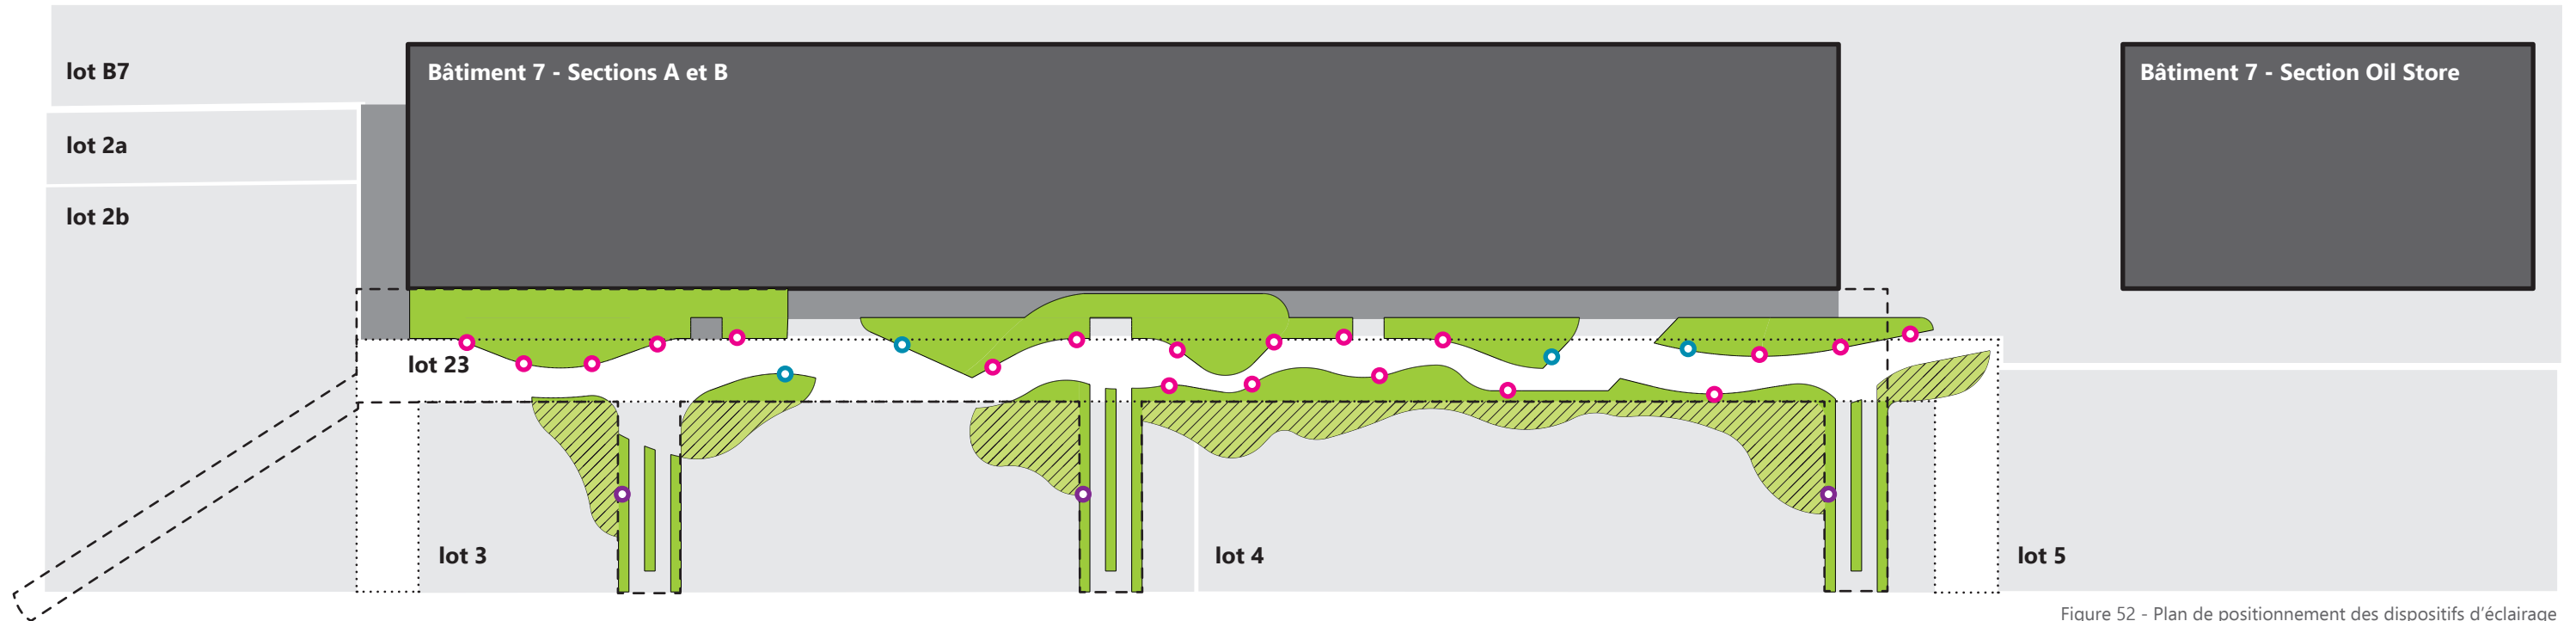 lot B7
Bâtiment 7 - Sections A et B
Bâtiment 7 - Section Oil Store
lot 2a
lot 2b
lot 23
lot 3
lot 4
lot 5
Figure 52 - Plan de positionnement des dispositifs d’éclairage